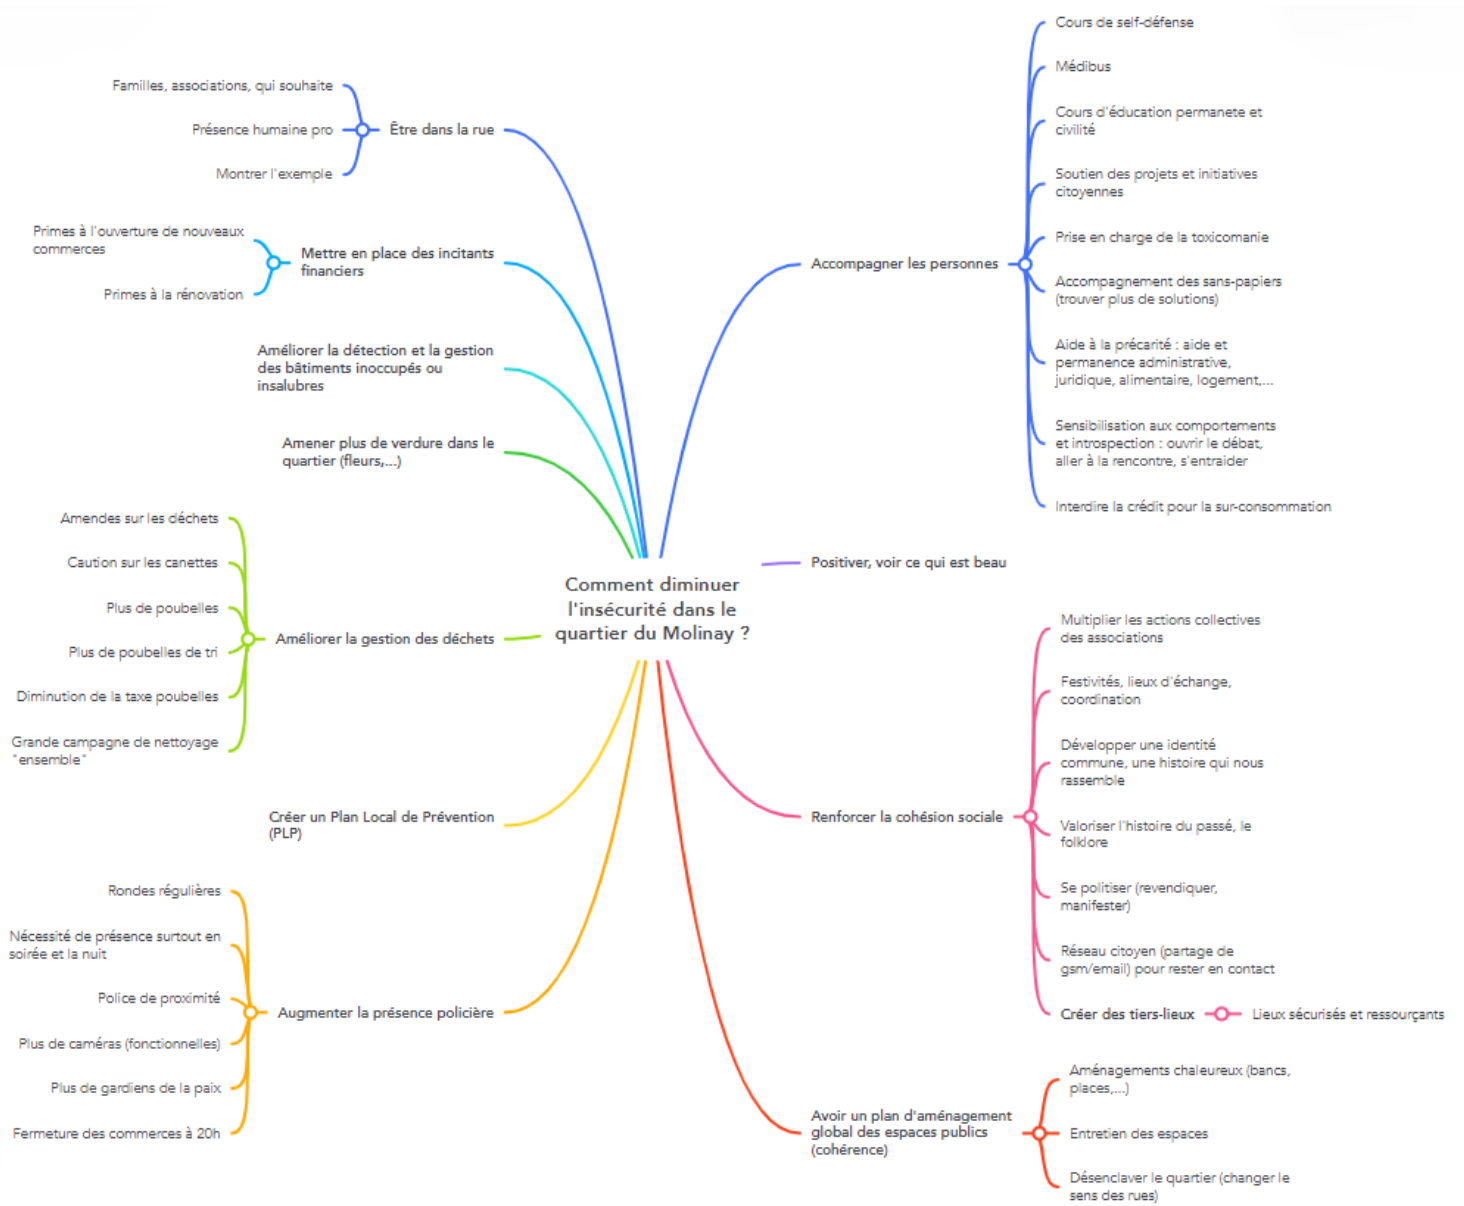 Comment diminuer
l'insécurité dans le
quartier du Molinay ?
Accompagner les personnes
Cours de self-défense
Médibus
Cours d'éducation permanete et
civilité
Soutien des projets et initiatives
citoyennes
Prise en charge de la toxicomanie
Accompagnement des sans-papiers
(trouver plus de solutions)
Aide à la précarité : aide et
permanence administrative,
juridique, alimentaire, logement,...
Sensibilisation aux comportements
et introspection : ouvrir le débat,
aller à la rencontre, s'entraider
Interdire la crédit pour la sur-consommation
Positiver, voir ce qui est beau
Renforcer la cohésion sociale
Multiplier les actions collectives
des associations
Festivités, lieux d'échange,
coordination
Développer une identité
commune, une histoire qui nous
rassemble
Valoriser l'histoire du passé, le
folklore
Se politiser (revendiquer,
manifester)
Réseau citoyen (partage de
gsm/email) pour rester en contact
Créer des tiers-lieux
Lieux sécurisés et ressourçants
Avoir un plan d'aménagement
global des espaces publics
(cohérence)
Aménagements chaleureux (bancs,
places,...)
Entretien des espaces
Désenclaver le quartier (changer le
sens des rues)
Être dans la rue
Familles, associations, qui souhaite
Présence humaine pro
Montrer l'exemple
Mettre en place des incitants
financiers
Primes à l'ouverture de nouveaux
commerces
Primes à la rénovation
Améliorer la détection et la gestion
des bâtiments inoccupés ou
insalubres
Amener plus de verdure dans le
quartier (fleurs,...)
Améliorer la gestion des déchets
Amendes sur les déchets
Caution sur les canettes
Plus de poubelles
Plus de poubelles de tri
Diminution de la taxe poubelles
Grande campagne de nettoyage
"ensemble"
Créer un Plan Local de Prévention
(PLP)
Augmenter la présence policière
Rondes régulières
Nécessité de présence surtout en
soirée et la nuit
Police de proximité
Plus de caméras (fonctionnelles)
Plus de gardiens de la paix
Fermeture des commerces à 20h